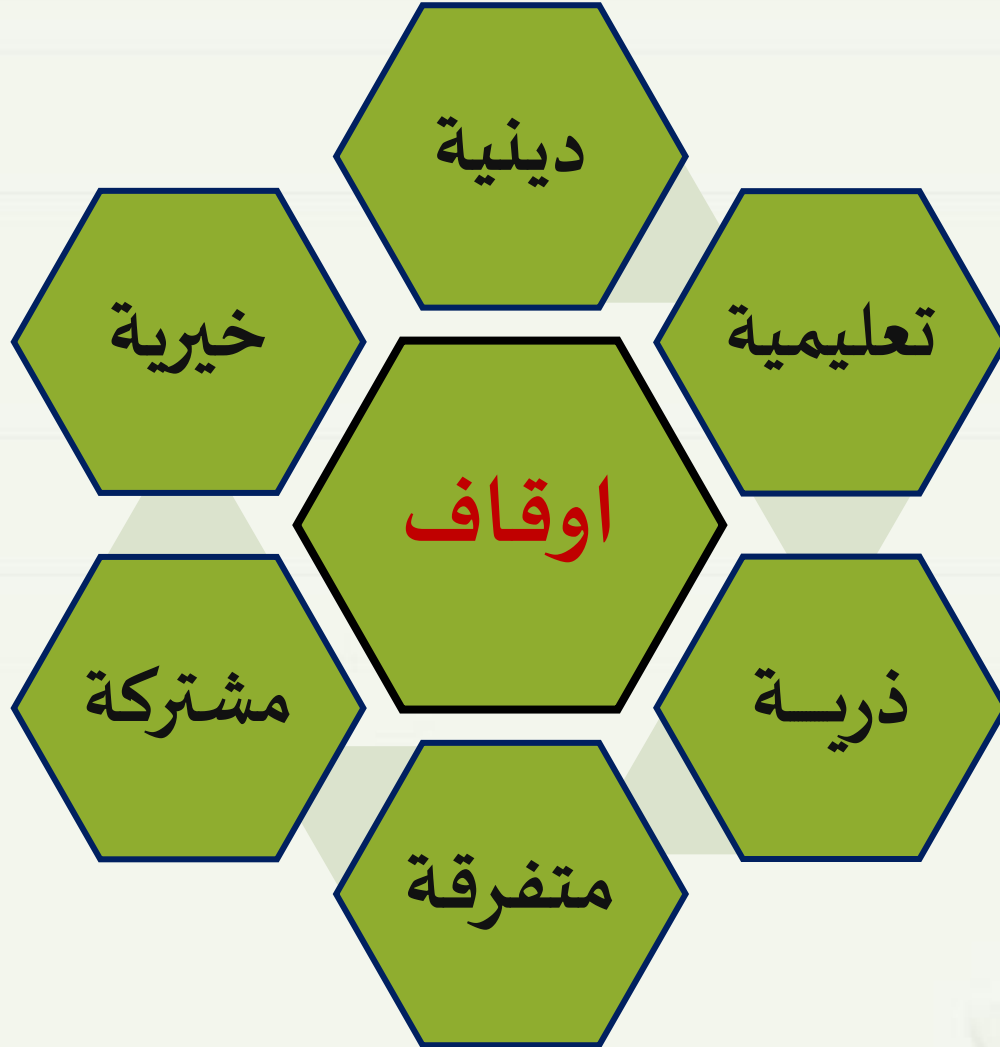 دينية
تعليمية
خيرية
اوقاف
ذريــة
مشتركة
متفرقة